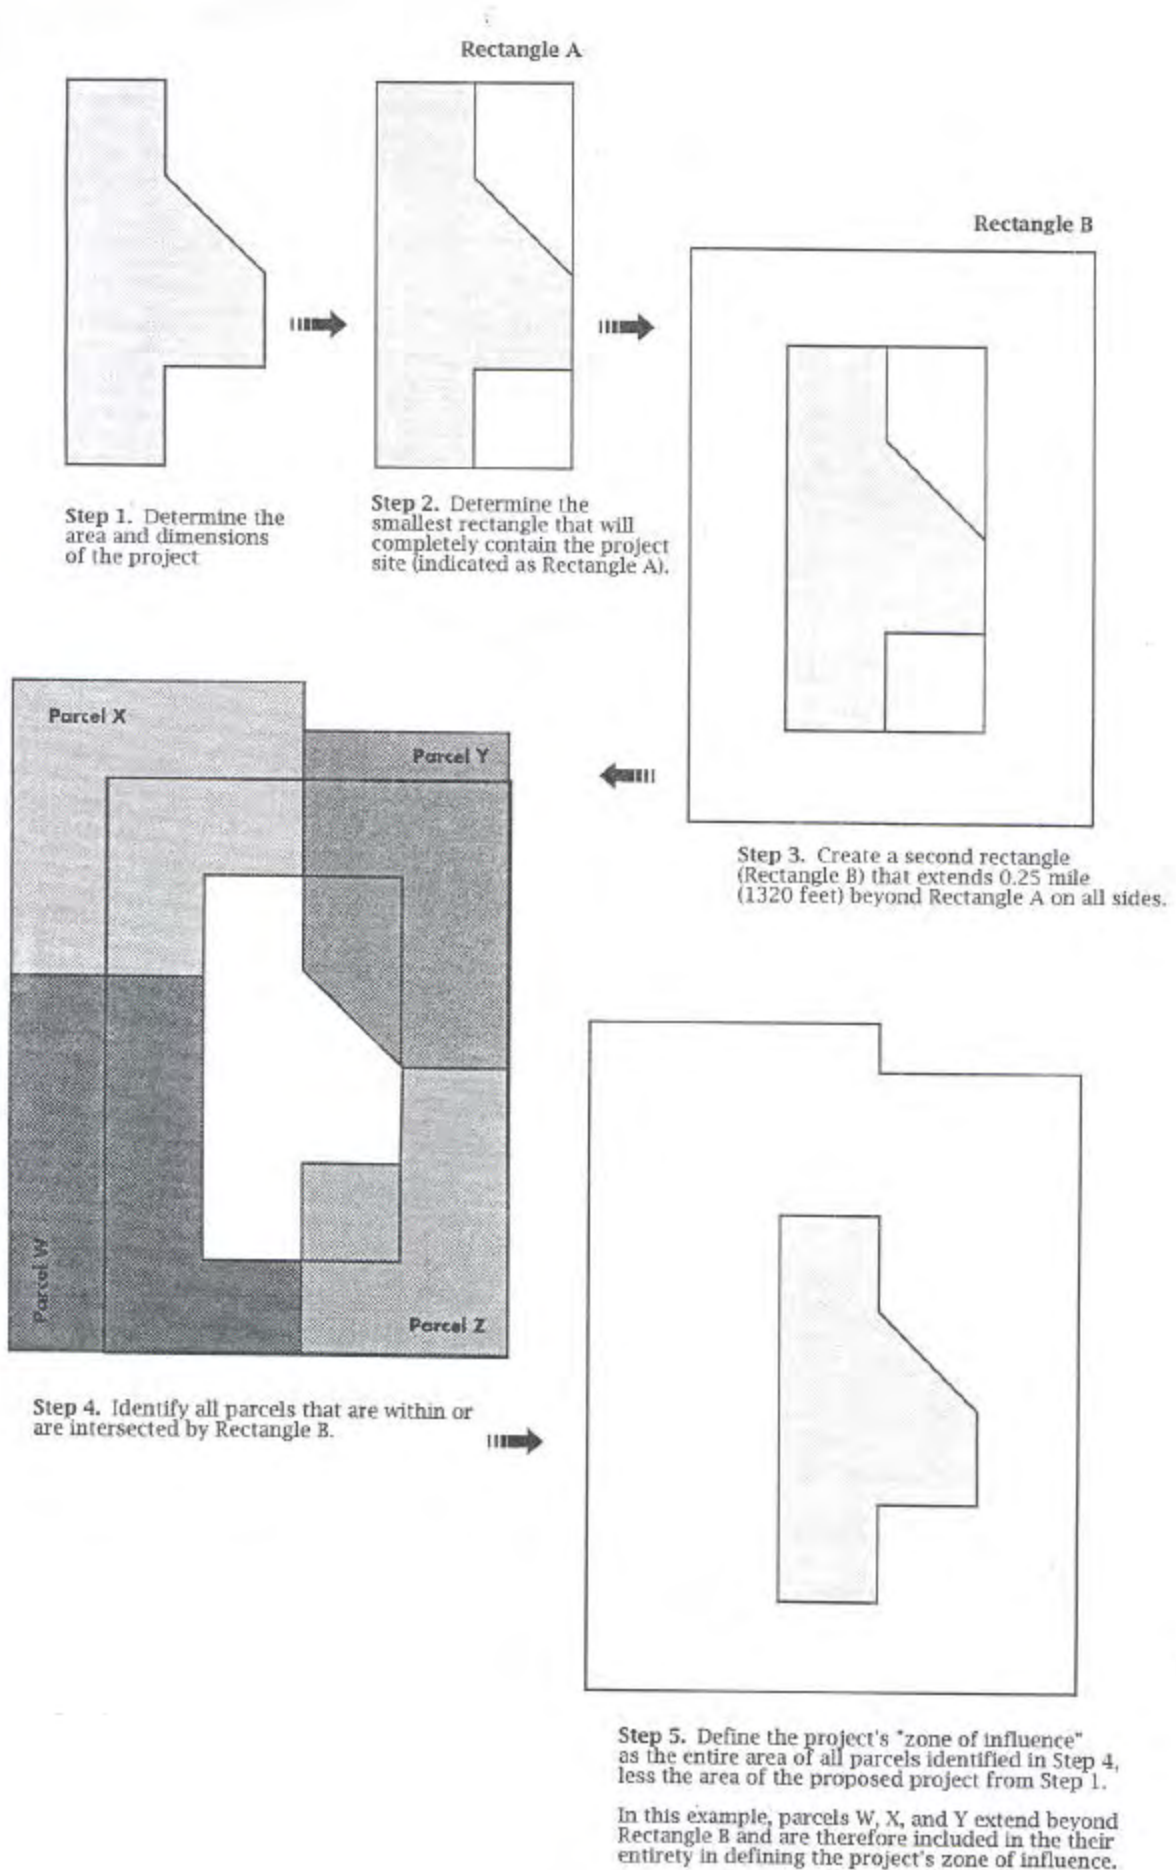 Rectangle A
Rectangle B
Step 1. Determine the
area and dimensions
of the project
Step 2. Determine the
smallest rectangle that will
completely contain the project
site (indicated as Rectangle A).
Step 3. Create a second rectangle
(Rectangle B) that extends 0.25 mile
(1320 feet) beyond Rectangle A on all sides.
Parcel X
Parcel Y
Parcel W
Parcel Z
Step 4. Identify all parcels that are within or
are intersected by Rectangle B.
Step 5. Define the project's "zone of influence"
as the entire area of all parcels identified in Step 4,
less the area of the proposed project from Step 1.
In this example, parcels W, X, and Y extend beyond
Rectangle B and are therefore included in the their
entirety in defining the project's zone of influence.